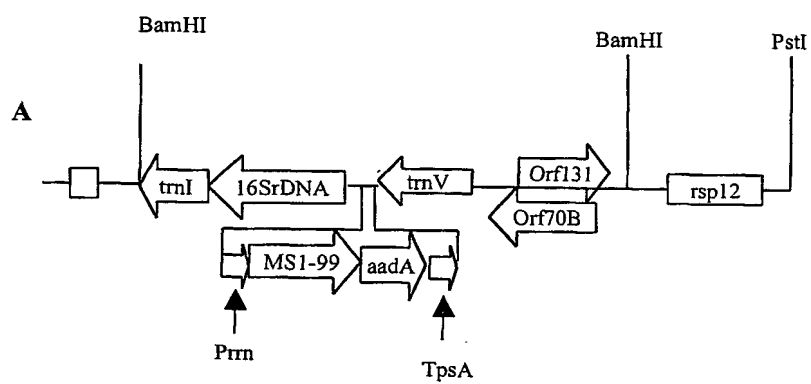 BamHI
BamHI
PstI
A
trnI
16SrDNA
trnV
Orf131
rsp12
Orf70B
MS1-99
aadA
Prrn
TpsA